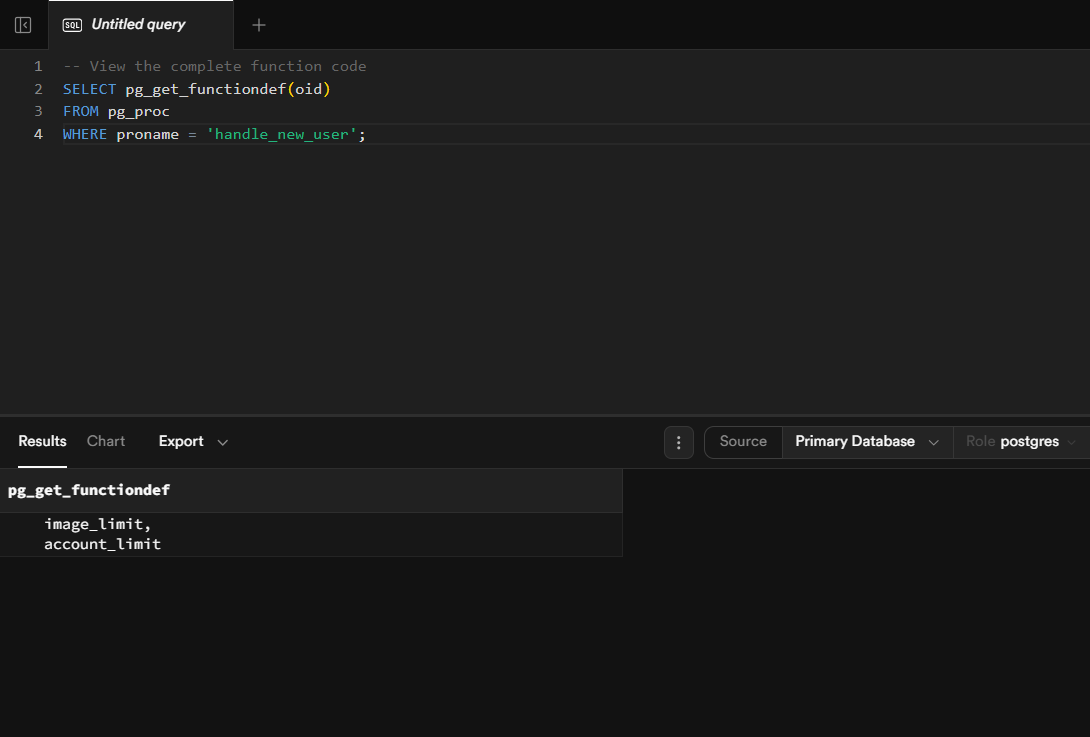 SQL Untitled query
1 -- View the complete function code
2 SELECT pg_get_functiondef(oid)
3 FROM pg_proc
4 WHERE proname = 'handle_new_user';
Results Chart Export Source Primary Database Role postgres
pg_get_functiondef
image_limit,
account_limit